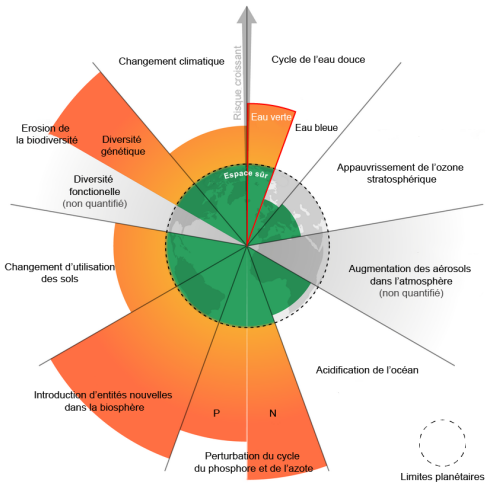 Changement climatique
Cycle de l'eau douce
Risque croissant
Eau verte
Eau bleue
Erosion de
la biodiversité
Diversité
génétique
Espace sûr
Appauvrissement de l'ozone
stratosphérique
Diversité
fonctionelle
(non quantifié)
Changement d'utilisation
des sols
Augmentation des aérosols
dans l'atmosphère
(non quantifié)
Acidification de l'océan
Introduction d'entités nouvelles
dans la biosphère
P
N
Perturbation du cycle
du phosphore et de l'azote
Limites planétaires